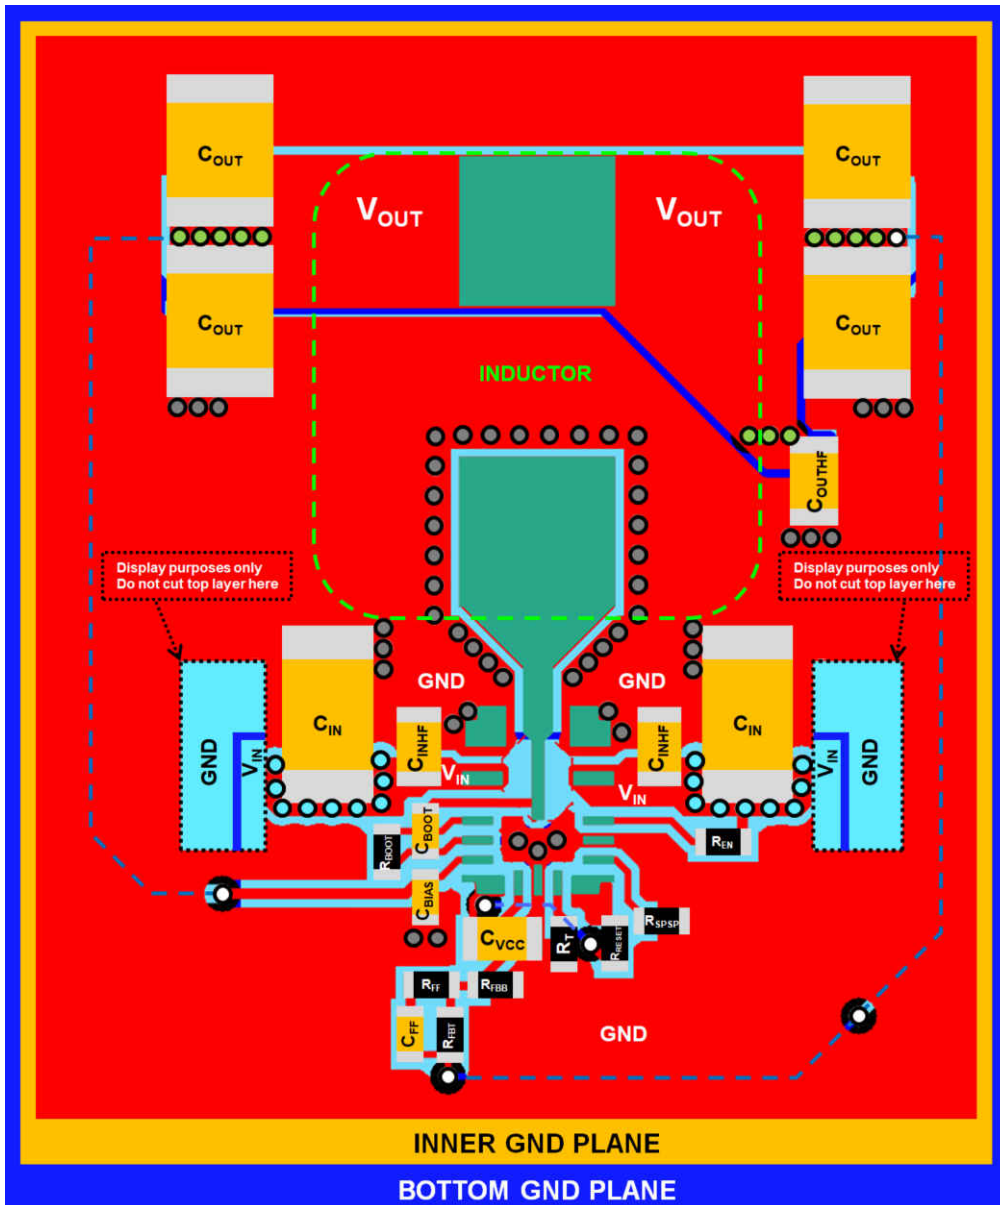 COUT
COUT
VOUT
VOUT
COUT
COUT
INDUCTOR
COUTHF
Display purposes only
Do not cut top layer here
Display purposes only
Do not cut top layer here
GND
GND
GND
VIN
CIN
CINHF
VIN
VIN
CINHF
CIN
VIN
GND
RBOOT
CBOOT
REN
CBIAS
CVCC
RT
RRESET
RSPSP
RFF
RFBB
CFF
RFBT
GND
INNER GND PLANE
BOTTOM GND PLANE